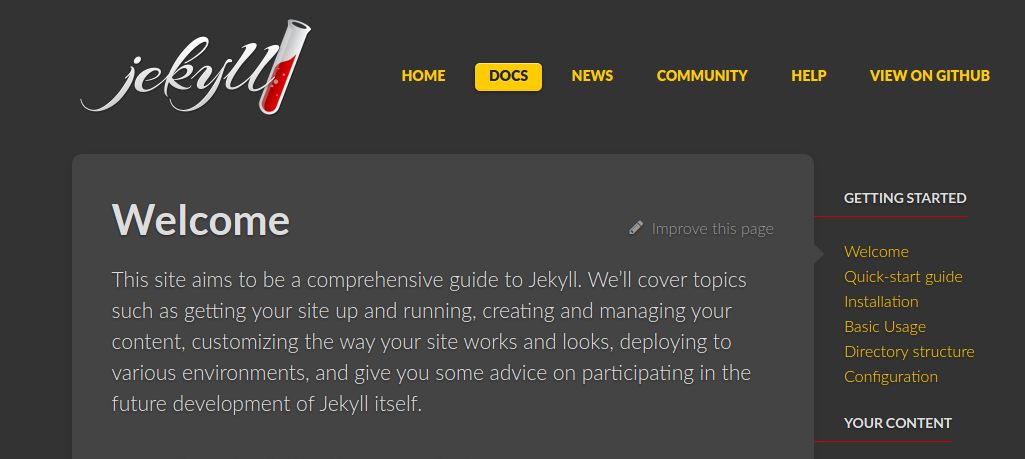 jekyll
HOME DOCS NEWS COMMUNITY HELP VIEW ON GITHUB
Welcome
Improve this page
This site aims to be a comprehensive guide to Jekyll. We’ll cover topics
such as getting your site up and running, creating and managing your
content, customizing the way your site works and looks, deploying to
various environments, and give you some advice on participating in the
future development of Jekyll itself.
GETTING STARTED
Welcome
Quick-start guide
Installation
Basic Usage
Directory structure
Configuration
YOUR CONTENT